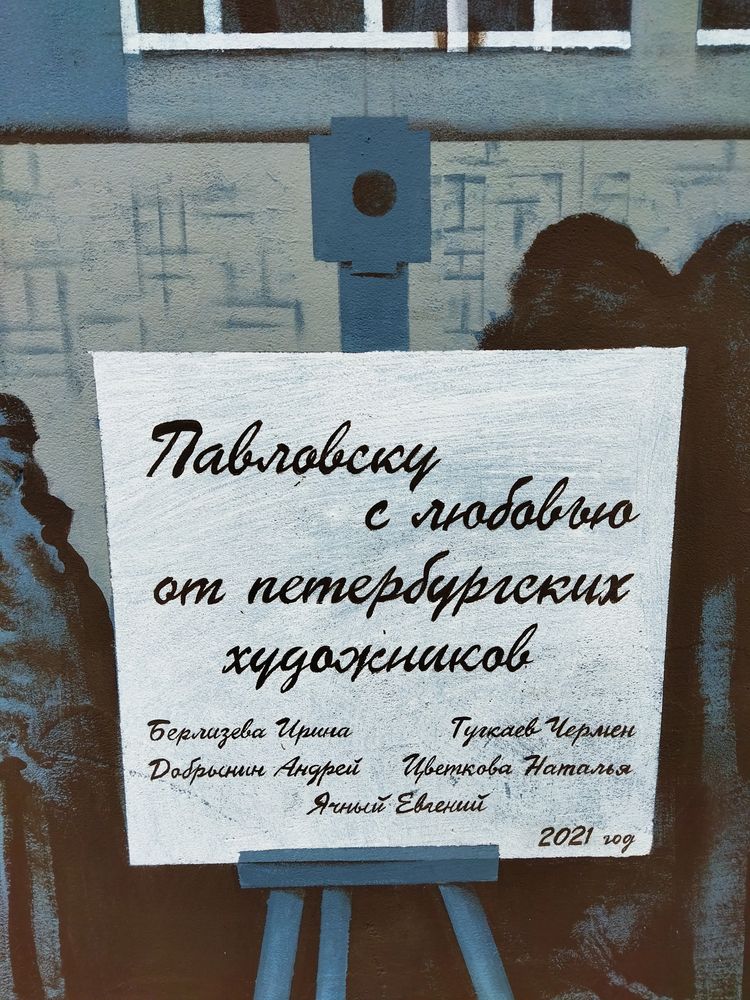 Павловску
с любовью
от петербургских
художников
Берлизева Ирина Тугкаев Чермен
Добрынин Андрей Цветкова Наталья
Ячный Евгений
2021 год